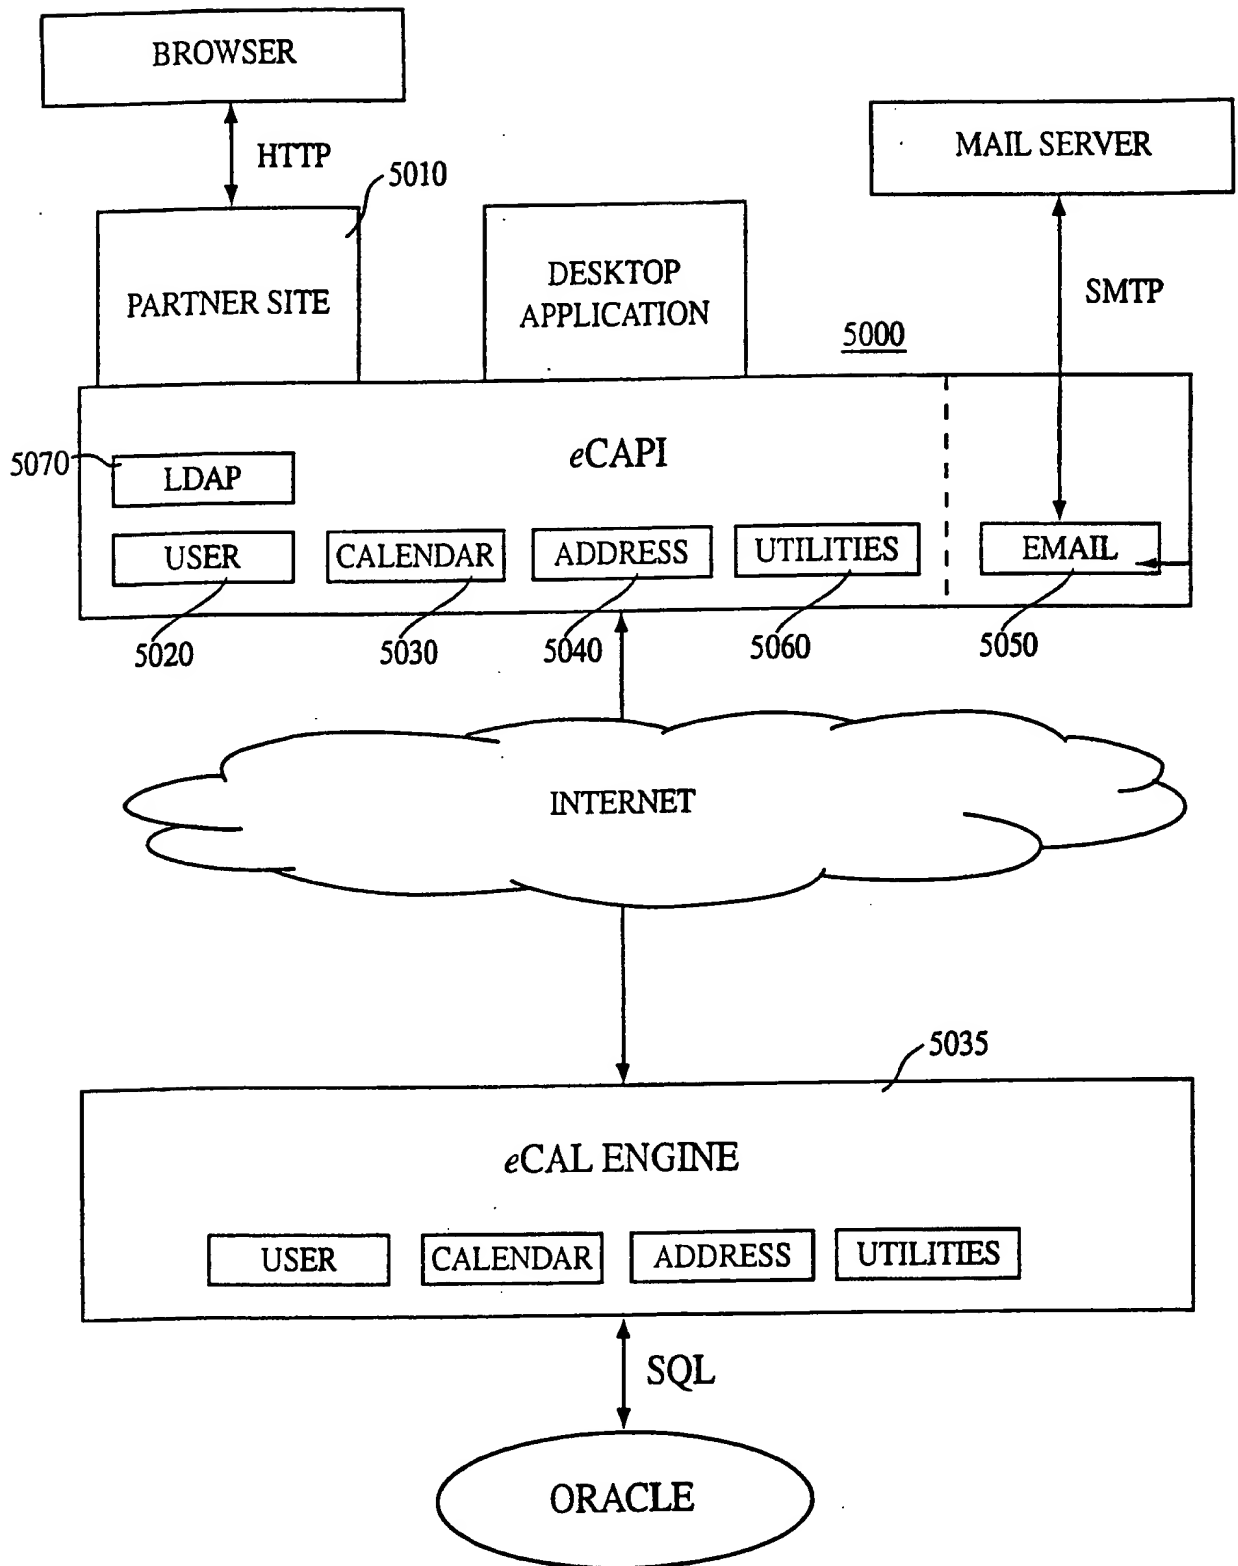 BROWSER
HTTP
MAIL SERVER
5010
PARTNER SITE
DESKTOP
APPLICATION
SMTP
5000
eCAPI
5070
LDAP
USER
CALENDAR
ADDRESS
UTILITIES
EMAIL
5020
5030
5040
5060
5050
INTERNET
5035
eCAL ENGINE
USER
CALENDAR
ADDRESS
UTILITIES
SQL
ORACLE